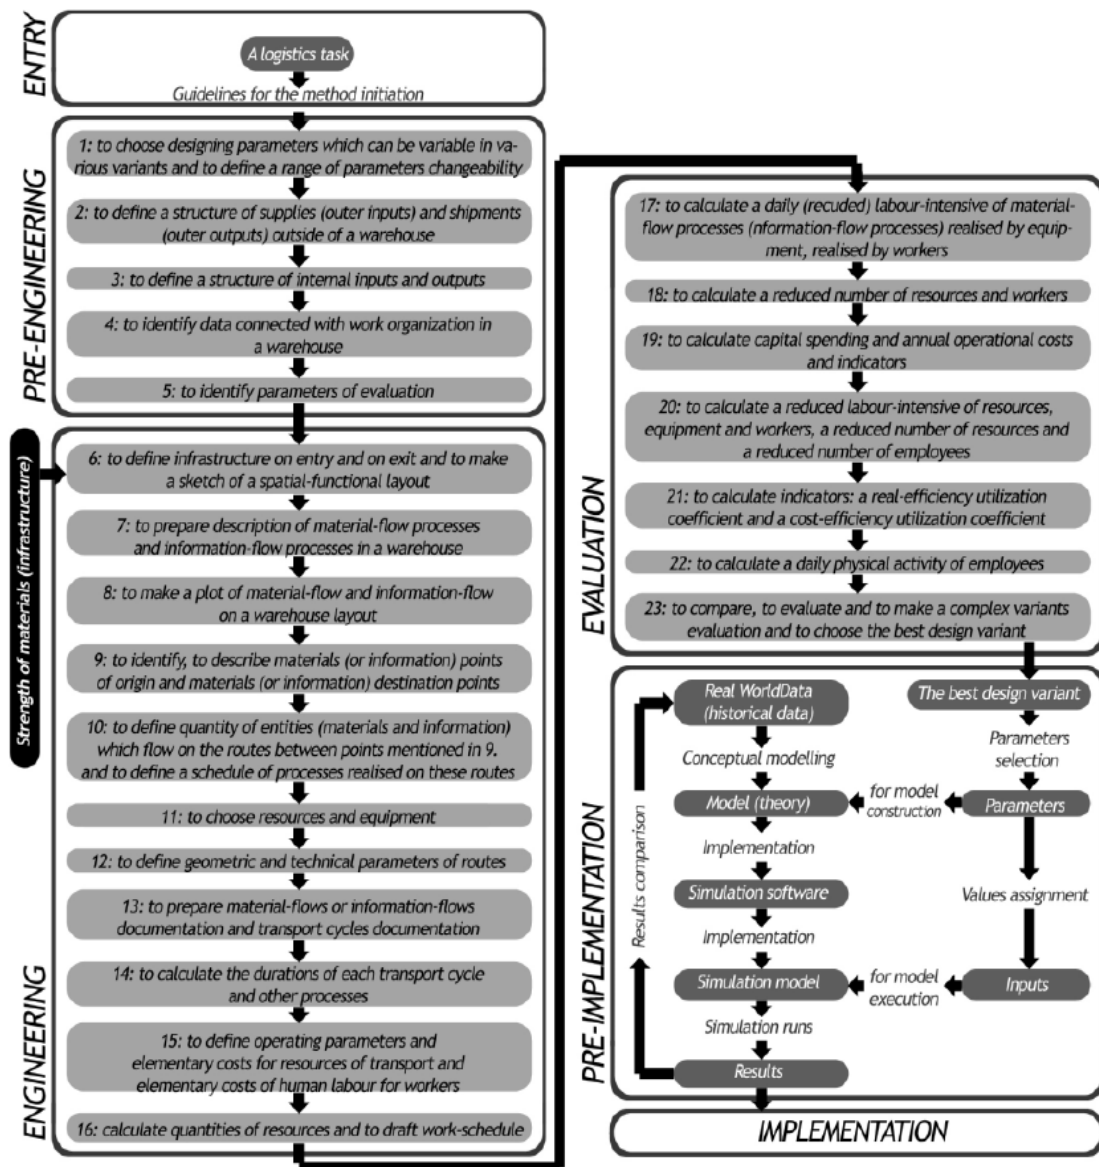 ENTRY
A logistics task
Guidelines for the method initiation
PRE-ENGINEERING
1: to choose designing parameters which can be variable in va-
rious variants and to define a range of parameters changeability
2: to define a structure of supplies (outer inputs) and shipments
(outer outputs) outside of a warehouse
3: to define a structure of internal inputs and outputs
4: to identify data connected with work organization in
a warehouse
5: to identify parameters of evaluation
Strength of materials (infrastructure)
ENGINEERING
6: to define infrastructure on entry and on exit and to make
a sketch of a spatial-functional layout
7: to prepare description of material-flow processes
and information-flow processes in a warehouse
8: to make a plot of material-flow and information-flow
on a warehouse layout
9: to identify, to describe materials (or information) points
of origin and materials (or information) destination points
10: to define quantity of entities (materials and information)
which flow on the routes between points mentioned in 9.
and to define a schedule of processes realised on these routes
11: to choose resources and equipment
12: to define geometric and technical parameters of routes
13: to prepare material-flows or information-flows
documentation and transport cycles documentation
14: to calculate the durations of each transport cycle
and other processes
15: to define operating parameters and
elementary costs for resources of transport and
elementary costs of human labour for workers
16: calculate quantities of resources and to draft work-schedule
EVALUATION
17: to calculate a daily (recuded) labour-intensive of material-
flow processes (nformation-flow processes) realised by equip-
ment, realised by workers
18: to calculate a reduced number of resources and workers
19: to calculate capital spending and annual operational costs
and indicators
20: to calculate a reduced labour-intensive of resources,
equipment and workers, a reduced number of resources and
a reduced number of employees
21: to calculate indicators: a real-efficiency utilization
coefficient and a cost-efficiency utilization coefficient
22: to calculate a daily physical activity of employees
23: to compare, to evaluate and to make a complex variants
evaluation and to choose the best design variant
PRE-IMPLEMENTATION
Results comparison
Real WorldData
(historical data)
Conceptual modelling
Model (theory)
Implementation
Simulation software
Implementation
Simulation model
Simulation runs
Results
for model
construction
for model
execution
The best design variant
Parameters
selection
Parameters
Values assignment
Inputs
IMPLEMENTATION